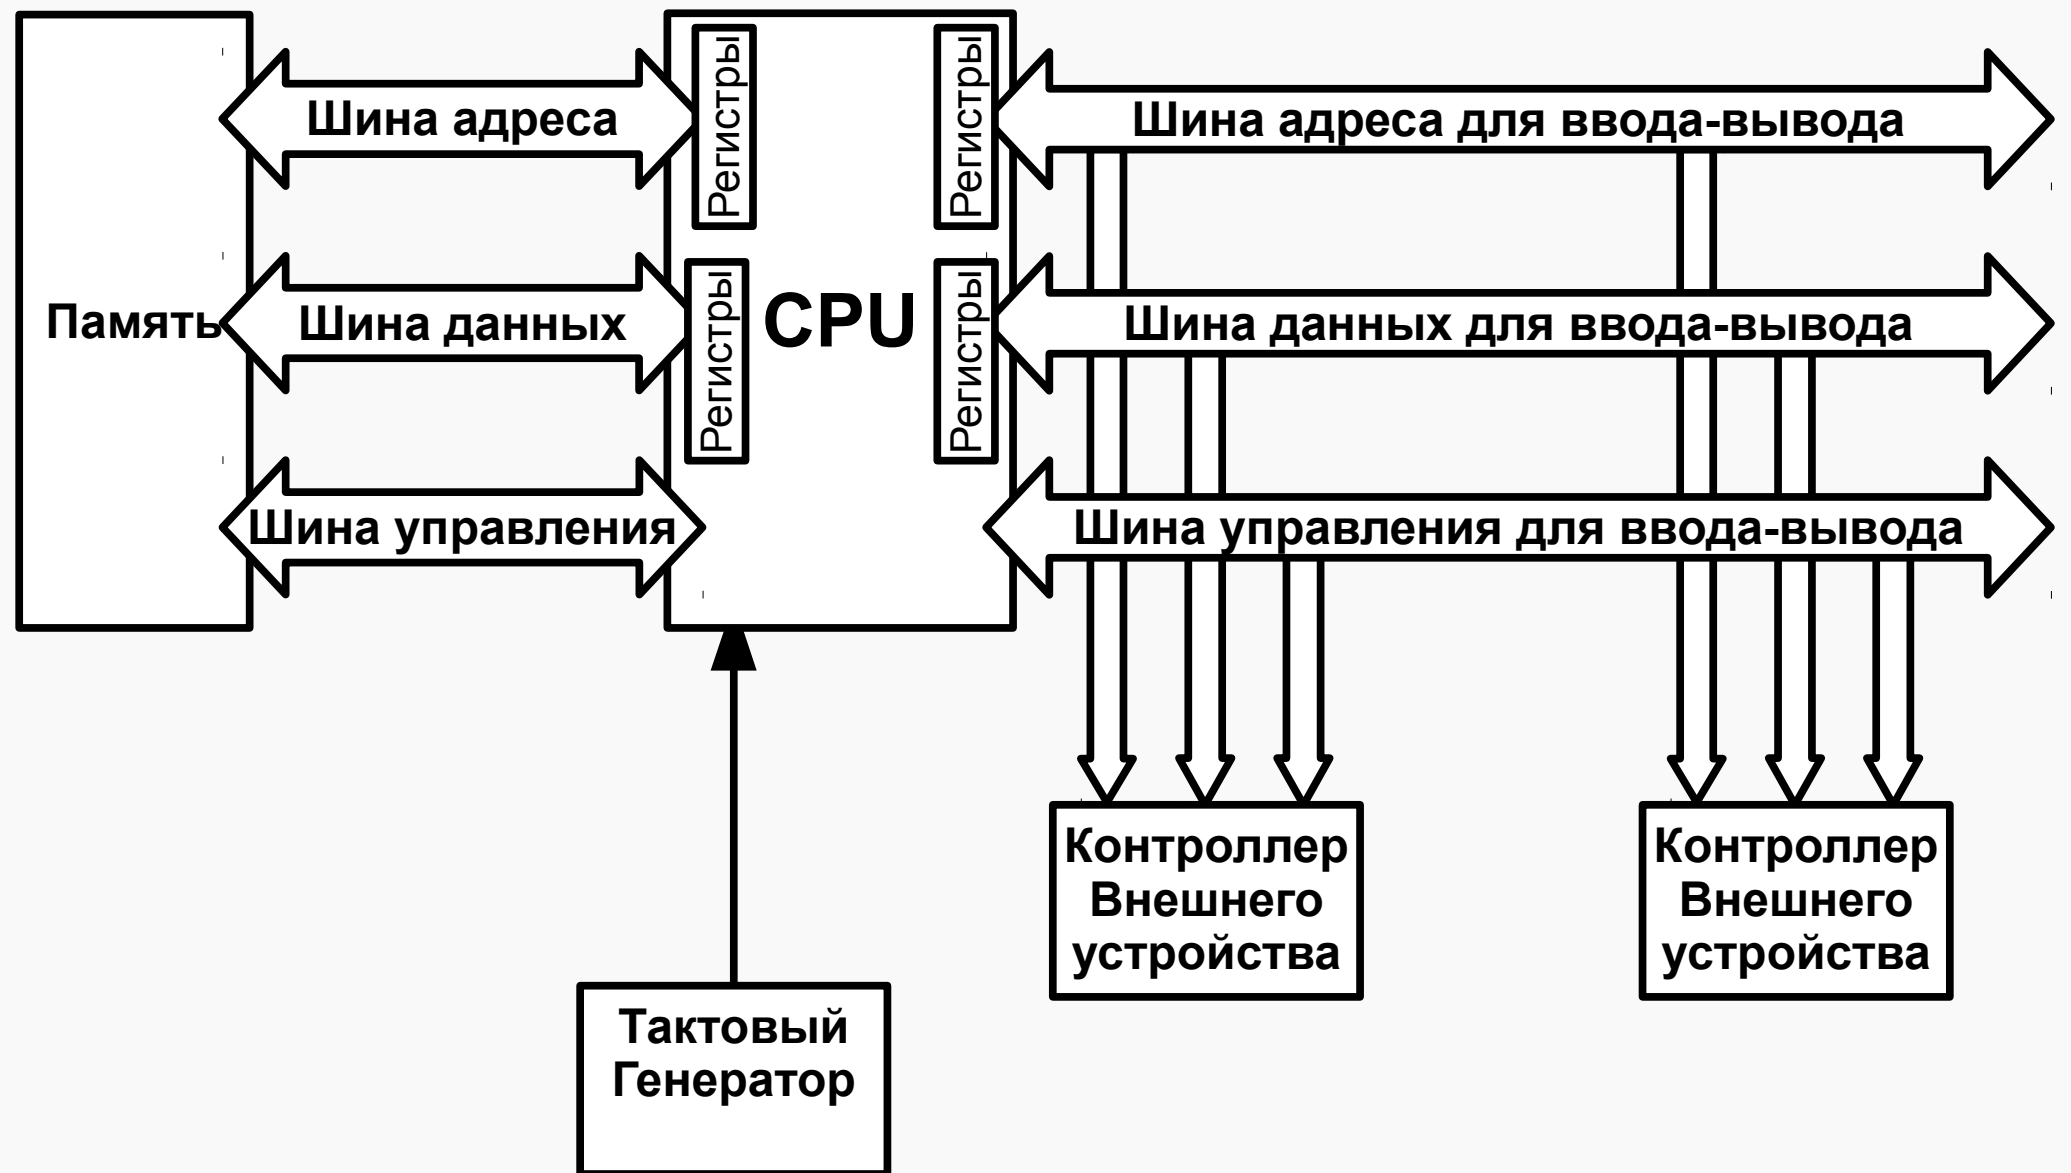 Регистры
Регистры
Шина адреса
Шина адреса для ввода-вывода
Регистры
Регистры
Память
Шина данных
CPU
Шина данных для ввода-вывода
Шина управления
Шина управления для ввода-вывода
Контроллер
Внешнего
устройства
Контроллер
Внешнего
устройства
Тактовый
Генератор